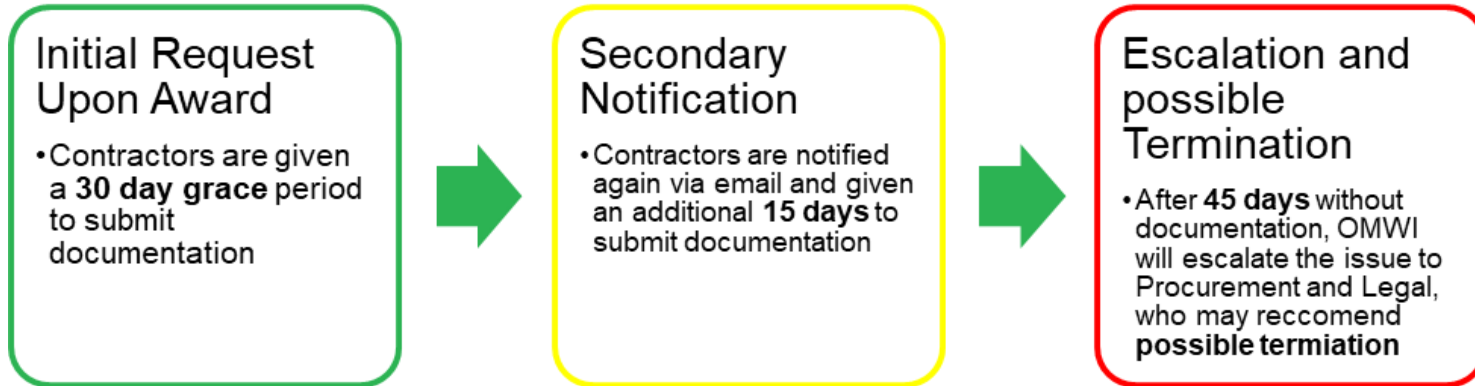 Initial Request
Upon Award
•Contractors are given
a 30 day grace period
to submit
documentation
Secondary
Notification
•Contractors are notified
again via email and given
an additional 15 days to
submit documentation
Escalation and
possible
Termination
•After 45 days without
documentation, OMWI
will escalate the issue to
Procurement and Legal,
who may reccomend
possible termiation